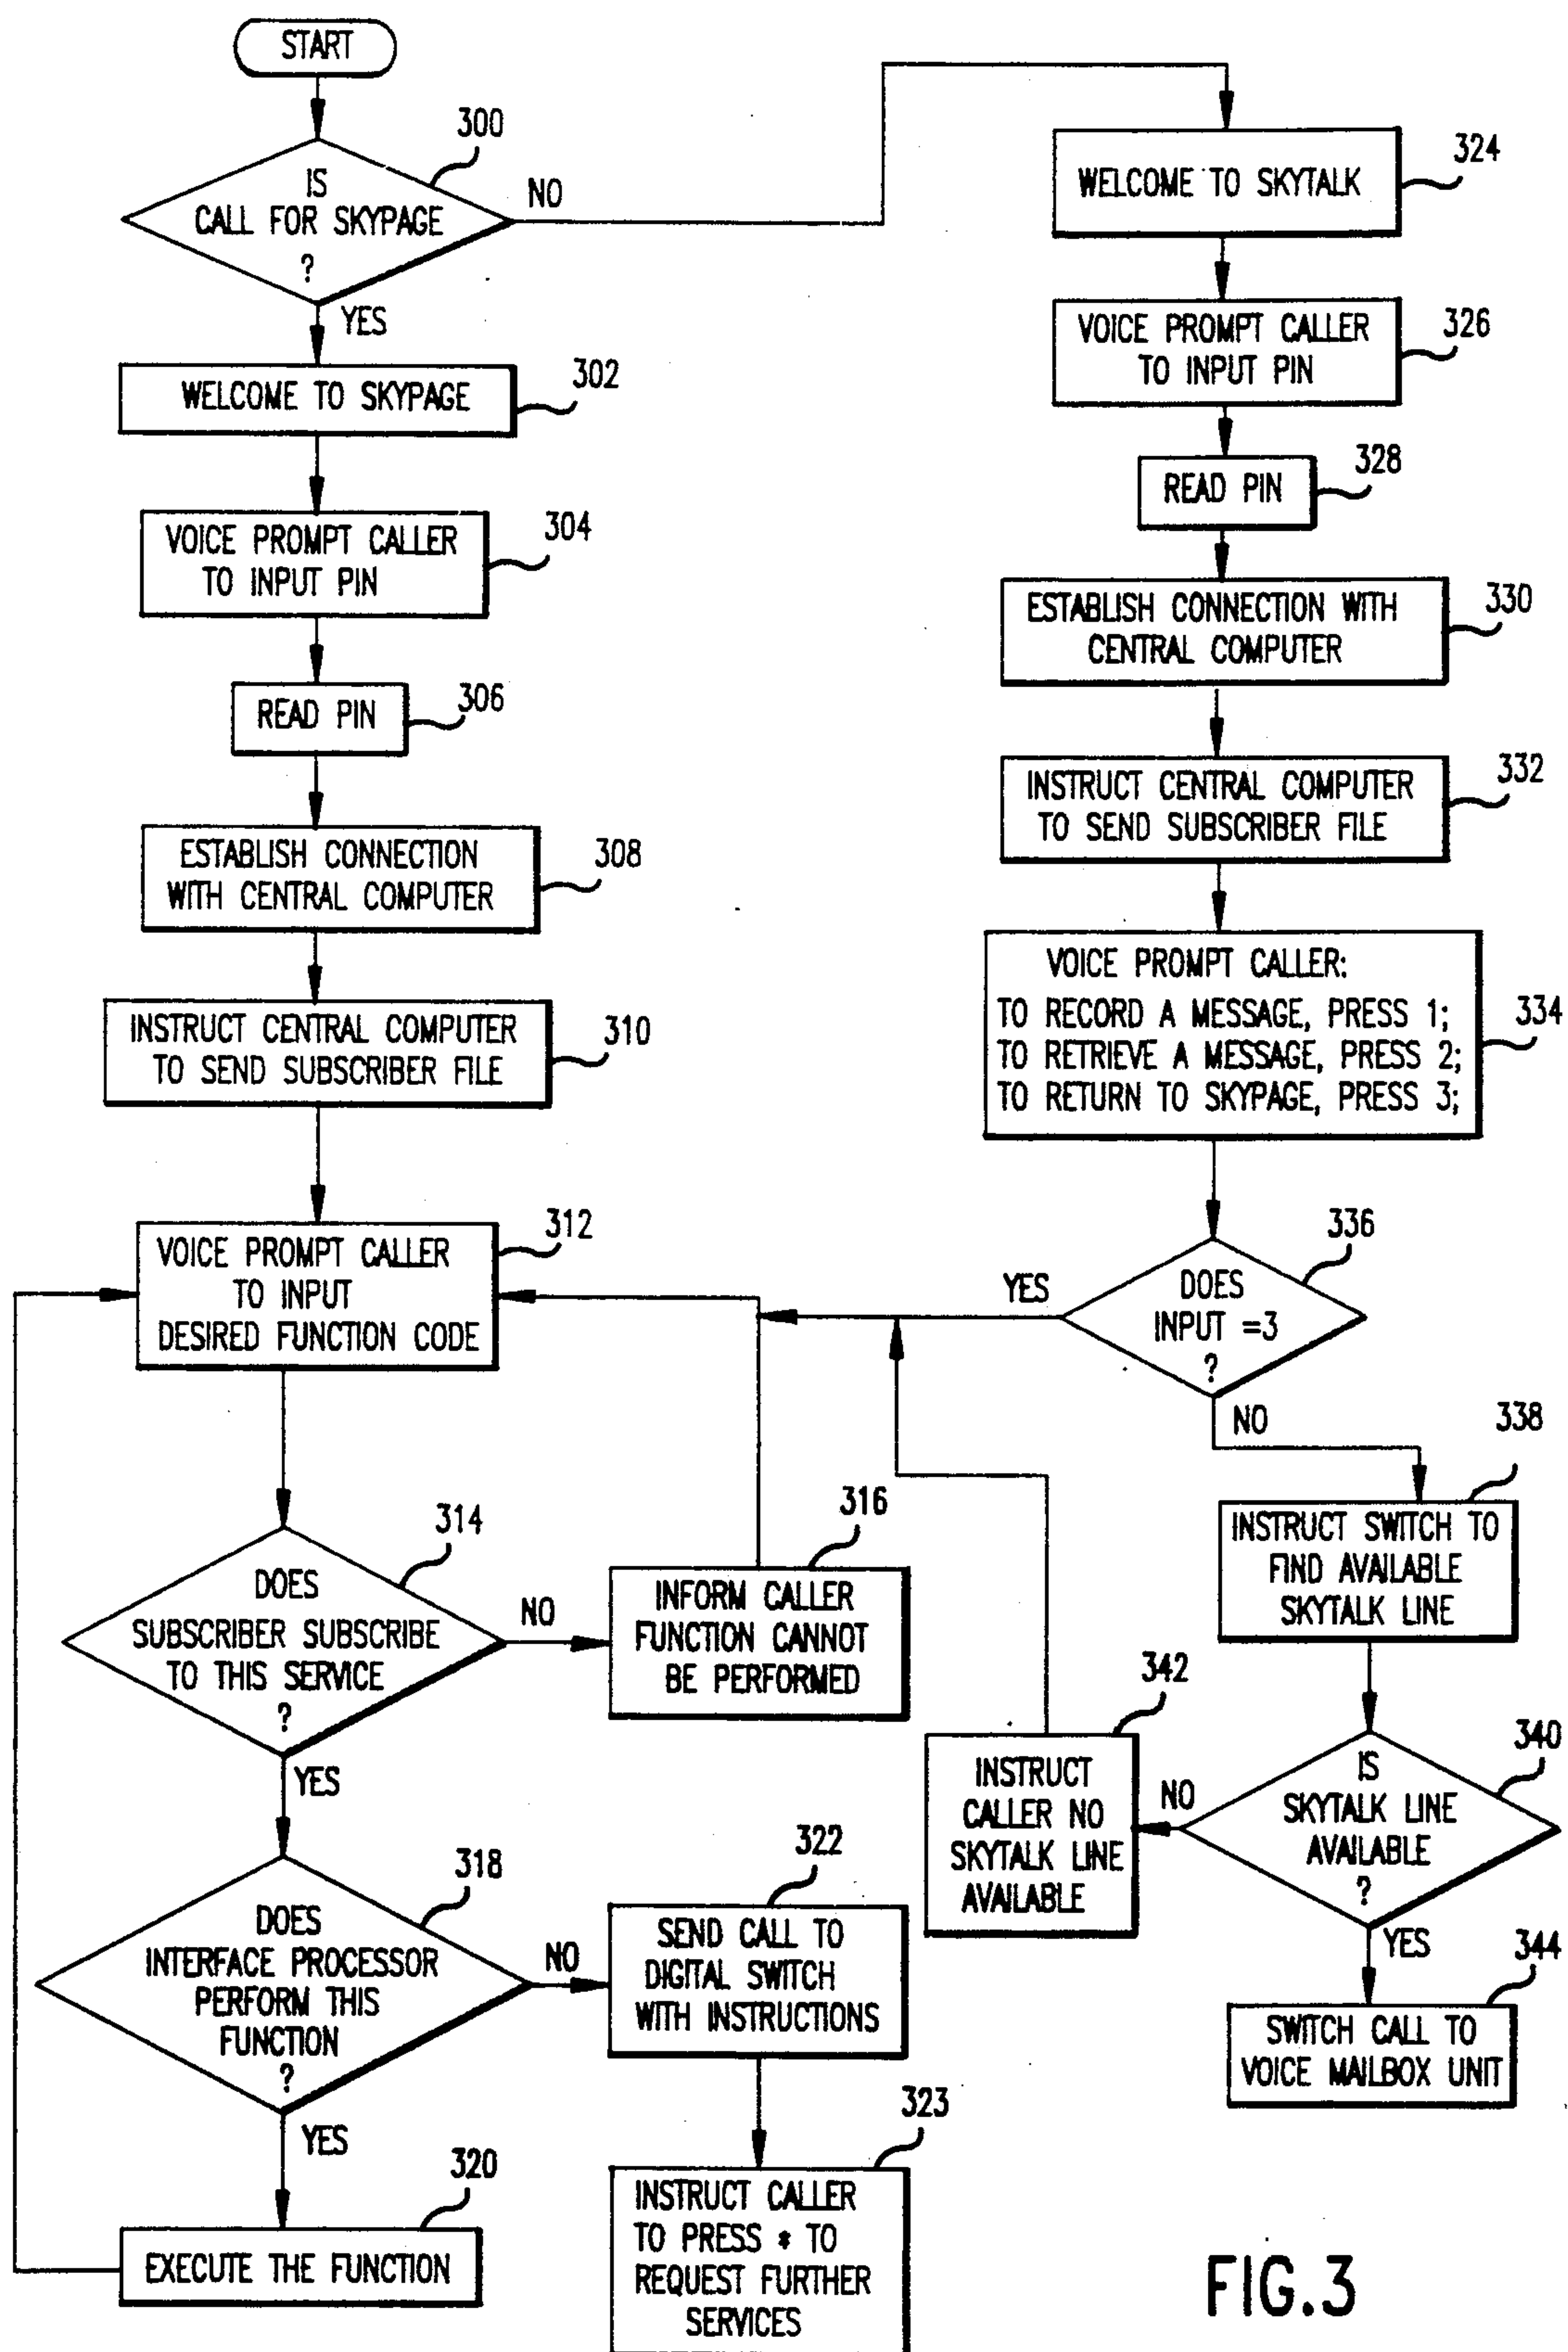 START
300
IS
CALL FOR SKYPAGE
?
NO
YES
302
WELCOME TO SKYPAGE
304
VOICE PROMPT CALLER
TO INPUT PIN
306
READ PIN
308
ESTABLISH CONNECTION
WITH CENTRAL COMPUTER
310
INSTRUCT CENTRAL COMPUTER
TO SEND SUBSCRIBER FILE
312
VOICE PROMPT CALLER
TO INPUT
DESIRED FUNCTION CODE
314
DOES
SUBSCRIBER SUBSCRIBE
TO THIS SERVICE
?
NO
YES
316
INFORM CALLER
FUNCTION CANNOT
BE PERFORMED
318
DOES
INTERFACE PROCESSOR
PERFORM THIS
FUNCTION
?
NO
YES
320
EXECUTE THE FUNCTION
322
SEND CALL TO
DIGITAL SWITCH
WITH INSTRUCTIONS
323
INSTRUCT CALLER
TO PRESS * TO
REQUEST FURTHER
SERVICES
324
WELCOME TO SKYTALK
326
VOICE PROMPT CALLER
TO INPUT PIN
328
READ PIN
330
ESTABLISH CONNECTION WITH
CENTRAL COMPUTER
332
INSTRUCT CENTRAL COMPUTER
TO SEND SUBSCRIBER FILE
334
VOICE PROMPT CALLER:
TO RECORD A MESSAGE, PRESS 1;
TO RETRIEVE A MESSAGE, PRESS 2;
TO RETURN TO SKYPAGE, PRESS 3;
336
DOES
INPUT =3
?
YES
NO
338
INSTRUCT SWITCH TO
FIND AVAILABLE
SKYTALK LINE
340
IS
SKYTALK LINE
AVAILABLE
?
NO
YES
342
INSTRUCT
CALLER NO
SKYTALK LINE
AVAILABLE
344
SWITCH CALL TO
VOICE MAILBOX UNIT
FIG.3